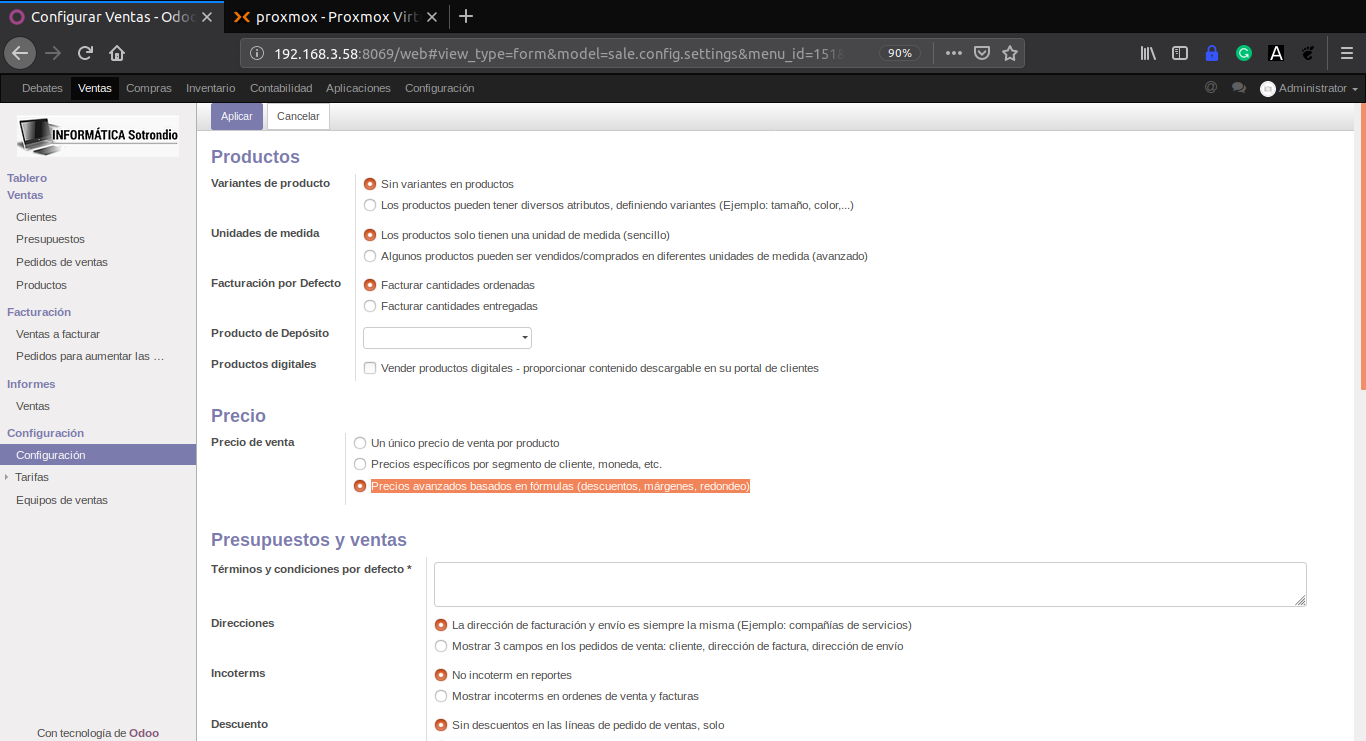 Configurar Ventas - Odoo
proxmox - Proxmox Virt
192.168.3.58:8069/web#view_type=form&model=sale.config.settings&menu_id=1518
90%
A
Debates Ventas Compras Inventario Contabilidad Aplicaciones Configuración
@ Administrator
INFORMÁTICA Sotrondio
Aplicar Cancelar
Tablero
Ventas
Clientes
Presupuestos
Pedidos de ventas
Productos
Facturación
Ventas a facturar
Pedidos para aumentar las ...
Informes
Ventas
Configuración
Configuración
Tarifas
Equipos de ventas
Con tecnología de Odoo
Productos
Variantes de producto
Sin variantes en productos
Los productos pueden tener diversos atributos, definiendo variantes (Ejemplo: tamaño, color,...)
Unidades de medida
Los productos solo tienen una unidad de medida (sencillo)
Algunos productos pueden ser vendidos/comprados en diferentes unidades de medida (avanzado)
Facturación por Defecto
Facturar cantidades ordenadas
Facturar cantidades entregadas
Producto de Depósito
Productos digitales
Vender productos digitales - proporcionar contenido descargable en su portal de clientes
Precio
Precio de venta
Un único precio de venta por producto
Precios específicos por segmento de cliente, moneda, etc.
Precios avanzados basados en fórmulas (descuentos, márgenes, redondeo)
Presupuestos y ventas
Términos y condiciones por defecto *
Direcciones
La dirección de facturación y envío es siempre la misma (Ejemplo: compañías de servicios)
Mostrar 3 campos en los pedidos de venta: cliente, dirección de factura, dirección de envío
Incoterms
No incoterm en reportes
Mostrar incoterms en ordenes de venta y facturas
Descuento
Sin descuentos en las líneas de pedido de ventas, solo